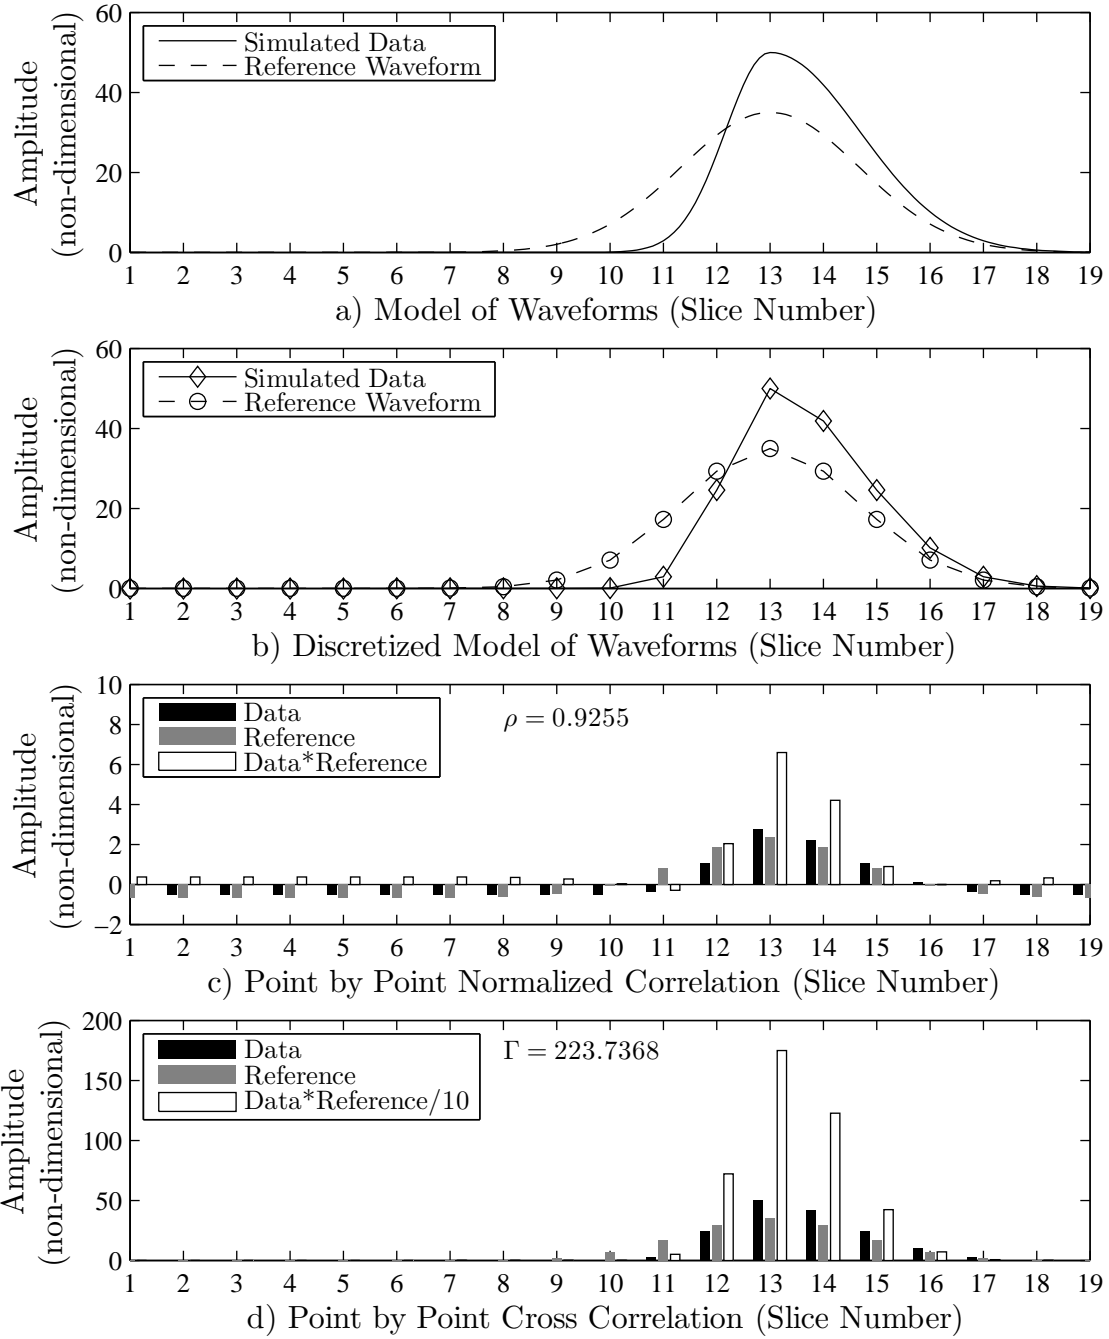 60
40
20
0
Amplitude
(non-dimensional)
Simulated Data
Reference Waveform
1 2 3 4 5 6 7 8 9 10 11 12 13 14 15 16 17 18 19
a) Model of Waveforms (Slice Number)
60
40
20
0
Amplitude
(non-dimensional)
Simulated Data
Reference Waveform
1 2 3 4 5 6 7 8 9 10 11 12 13 14 15 16 17 18 19
b) Discretized Model of Waveforms (Slice Number)
10
8
6
4
2
0
−2
Amplitude
(non-dimensional)
Data
Reference
Data*Reference
ρ = 0.9255
1 2 3 4 5 6 7 8 9 10 11 12 13 14 15 16 17 18 19
c) Point by Point Normalized Correlation (Slice Number)
200
150
100
50
0
Amplitude
(non-dimensional)
Data
Reference
Data*Reference/10
Γ = 223.7368
1 2 3 4 5 6 7 8 9 10 11 12 13 14 15 16 17 18 19
d) Point by Point Cross Correlation (Slice Number)